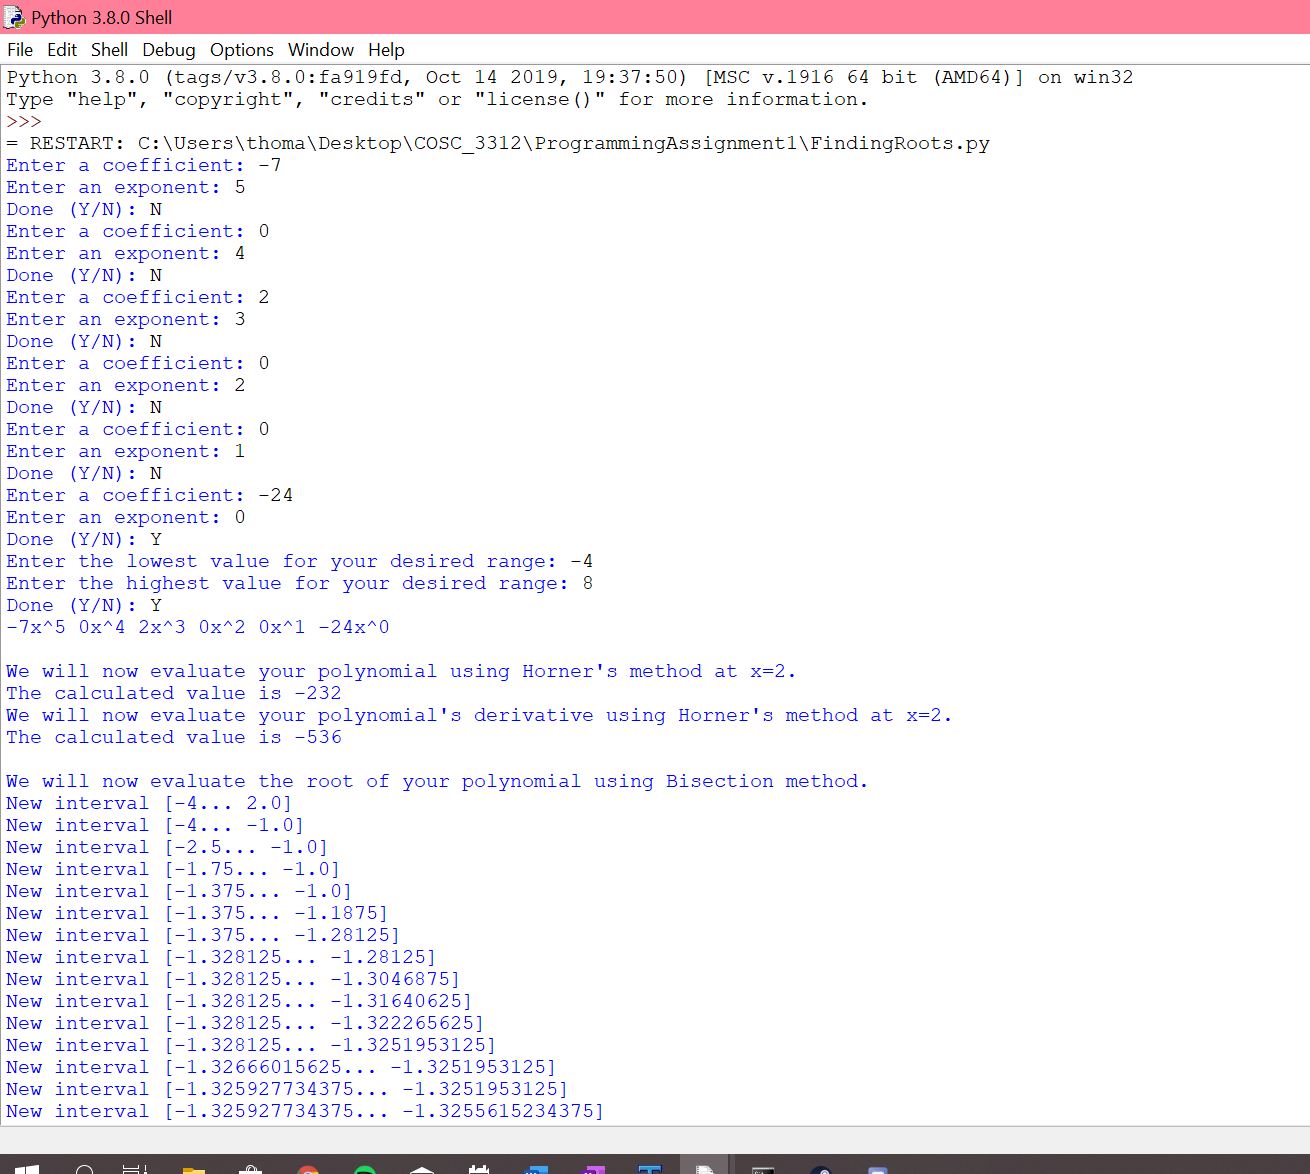 Python 3.8.0 Shell
File Edit Shell Debug Options Window Help
Python 3.8.0 (tags/v3.8.0:fa919fd, Oct 14 2019, 19:37:50) [MSC v.1916 64 bit (AMD64)] on win32
Type "help", "copyright", "credits" or "license()" for more information.
>>>
= RESTART: C:\Users\thoma\Desktop\COSC_3312\ProgrammingAssignment1\FindingRoots.py
Enter a coefficient: -7
Enter an exponent: 5
Done (Y/N): N
Enter a coefficient: 0
Enter an exponent: 4
Done (Y/N): N
Enter a coefficient: 2
Enter an exponent: 3
Done (Y/N): N
Enter a coefficient: 0
Enter an exponent: 2
Done (Y/N): N
Enter a coefficient: 0
Enter an exponent: 1
Done (Y/N): N
Enter a coefficient: -24
Enter an exponent: 0
Done (Y/N): Y
Enter the lowest value for your desired range: -4
Enter the highest value for your desired range: 8
Done (Y/N): Y
-7x^5 0x^4 2x^3 0x^2 0x^1 -24x^0
We will now evaluate your polynomial using Horner's method at x=2.
The calculated value is -232
We will now evaluate your polynomial's derivative using Horner's method at x=2.
The calculated value is -536
We will now evaluate the root of your polynomial using Bisection method.
New interval [-4... 2.0]
New interval [-4... -1.0]
New interval [-2.5... -1.0]
New interval [-1.75... -1.0]
New interval [-1.375... -1.0]
New interval [-1.375... -1.1875]
New interval [-1.375... -1.28125]
New interval [-1.328125... -1.28125]
New interval [-1.328125... -1.3046875]
New interval [-1.328125... -1.31640625]
New interval [-1.328125... -1.322265625]
New interval [-1.328125... -1.3251953125]
New interval [-1.32666015625... -1.3251953125]
New interval [-1.325927734375... -1.3251953125]
New interval [-1.325927734375... -1.3255615234375]